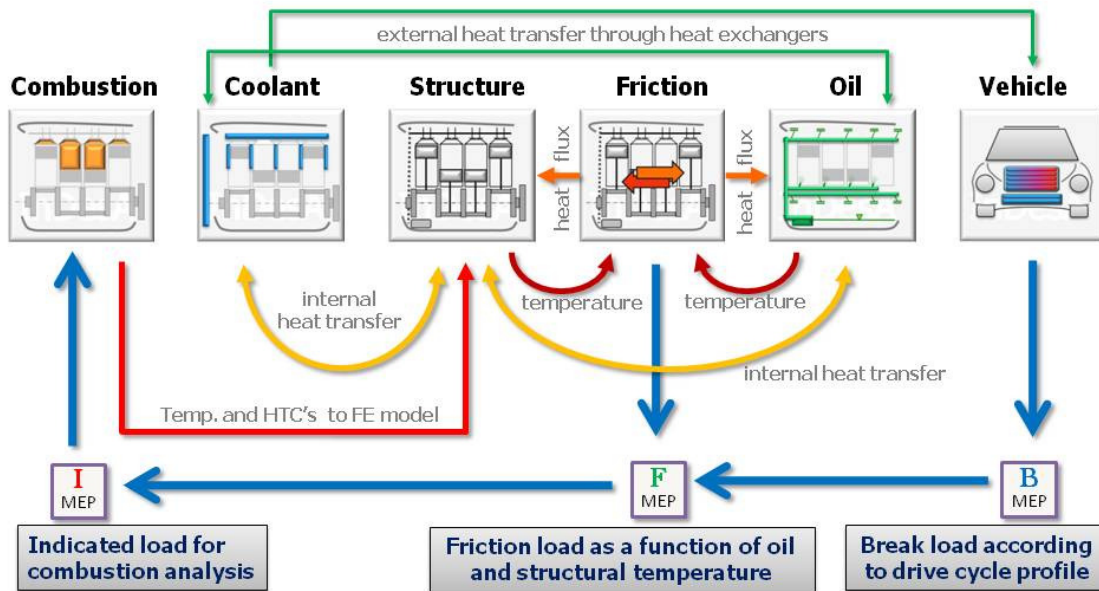 external heat transfer through heat exchangers
Combustion
Coolant
Structure
Friction
Oil
Vehicle
heat flux
heat flux
internal
heat transfer
temperature
temperature
internal heat transfer
Temp. and HTC's to FE model
I
MEP
F
MEP
B
MEP
Indicated load for
combustion analysis
Friction load as a function of oil
and structural temperature
Break load according
to drive cycle profile